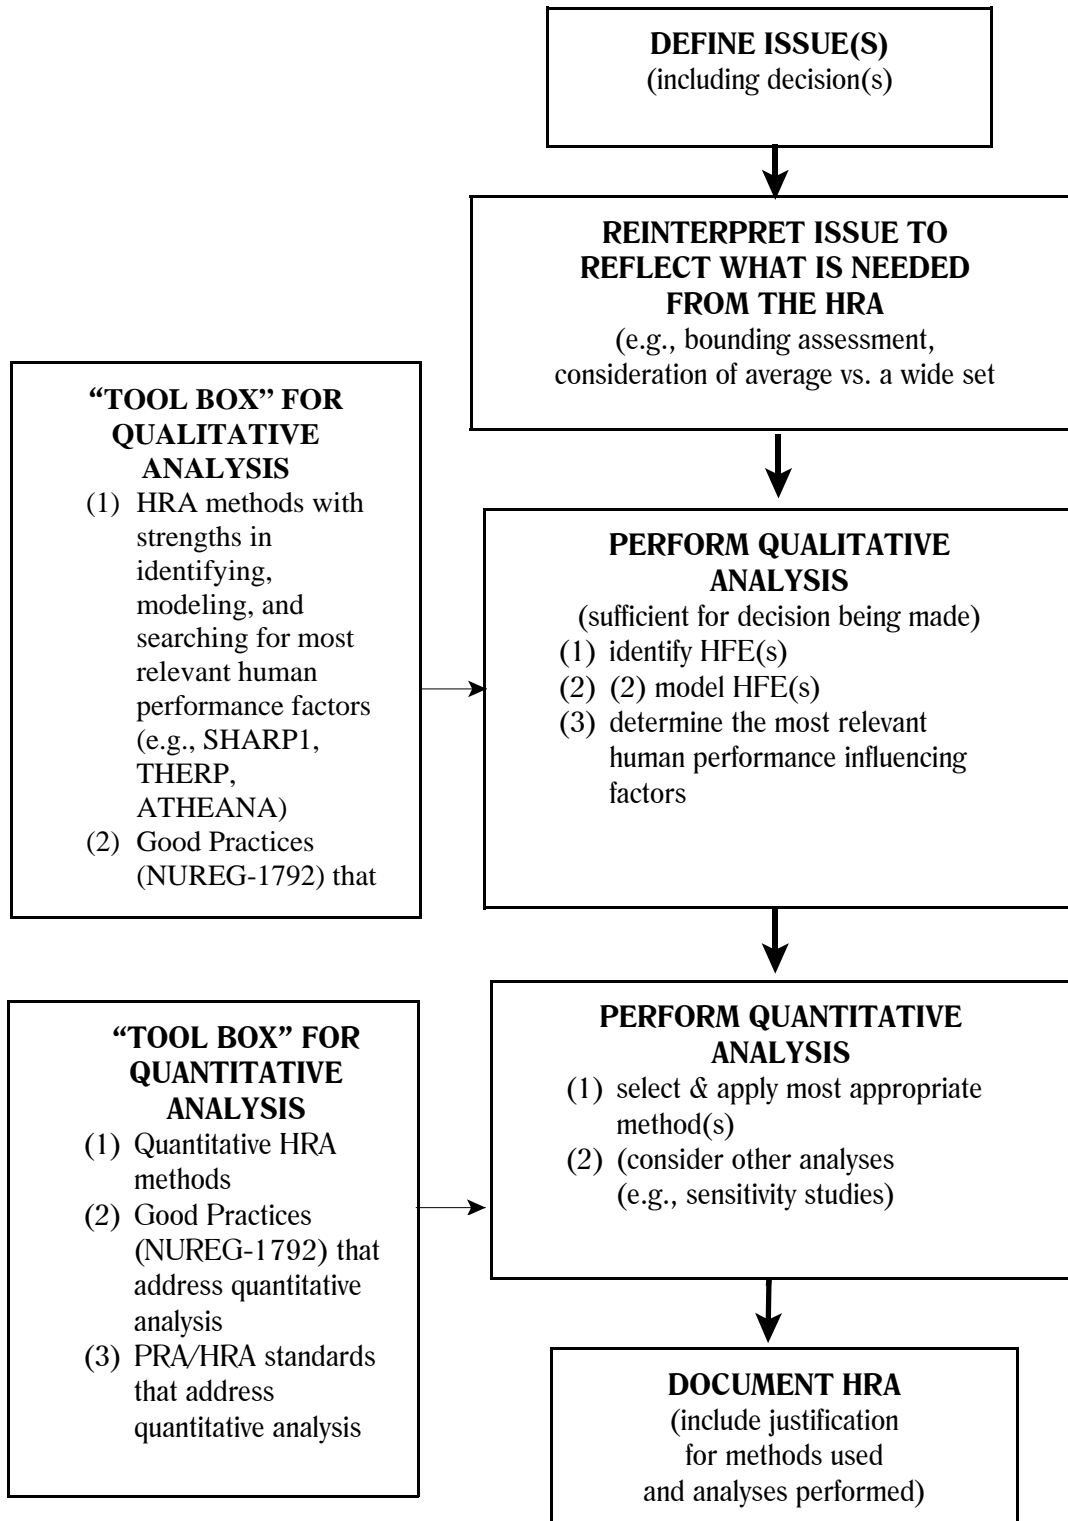 DEFINE ISSUE(S)
(including decision(s)
REINTERPRET ISSUE TO
REFLECT WHAT IS NEEDED
FROM THE HRA
(e.g., bounding assessment,
consideration of average vs. a wide set
“TOOL BOX” FOR
QUALITATIVE
ANALYSIS
(1) HRA methods with
strengths in
identifying,
modeling, and
searching for most
relevant human
performance factors
(e.g., SHARP1,
THERP,
ATHEANA)
(2) Good Practices
(NUREG-1792) that
PERFORM QUALITATIVE
ANALYSIS
(sufficient for decision being made)
(1) identify HFE(s)
(2) (2) model HFE(s)
(3) determine the most relevant
human performance influencing
factors
“TOOL BOX” FOR
QUANTITATIVE
ANALYSIS
(1) Quantitative HRA
methods
(2) Good Practices
(NUREG-1792) that
address quantitative
analysis
(3) PRA/HRA standards
that address
quantitative analysis
PERFORM QUANTITATIVE
ANALYSIS
(1) select & apply most appropriate
method(s)
(2) (consider other analyses
(e.g., sensitivity studies)
DOCUMENT HRA
(include justification
for methods used
and analyses performed)